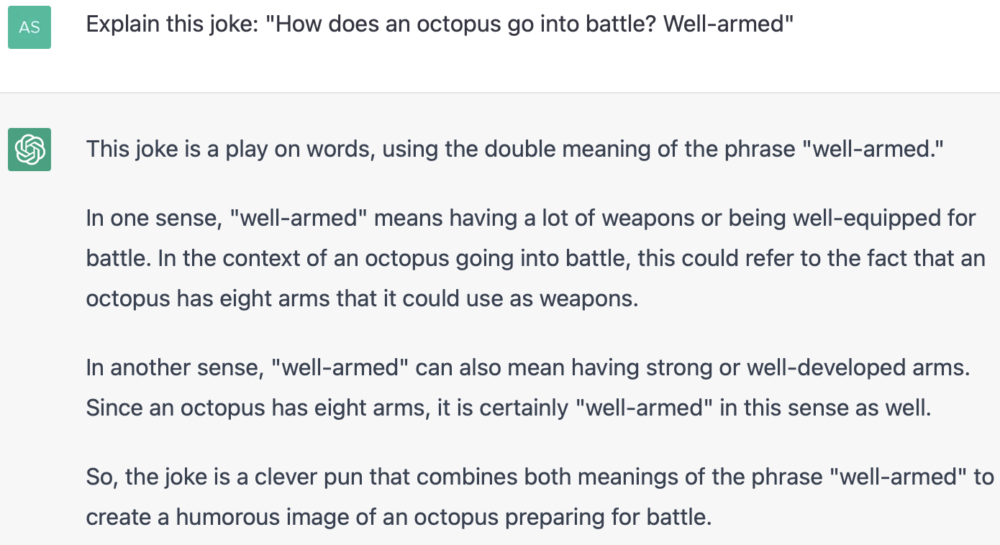 AS
Explain this joke: "How does an octopus go into battle? Well-armed"
This joke is a play on words, using the double meaning of the phrase "well-armed."
In one sense, "well-armed" means having a lot of weapons or being well-equipped for
battle. In the context of an octopus going into battle, this could refer to the fact that an
octopus has eight arms that it could use as weapons.
In another sense, "well-armed" can also mean having strong or well-developed arms.
Since an octopus has eight arms, it is certainly "well-armed" in this sense as well.
So, the joke is a clever pun that combines both meanings of the phrase "well-armed" to
create a humorous image of an octopus preparing for battle.